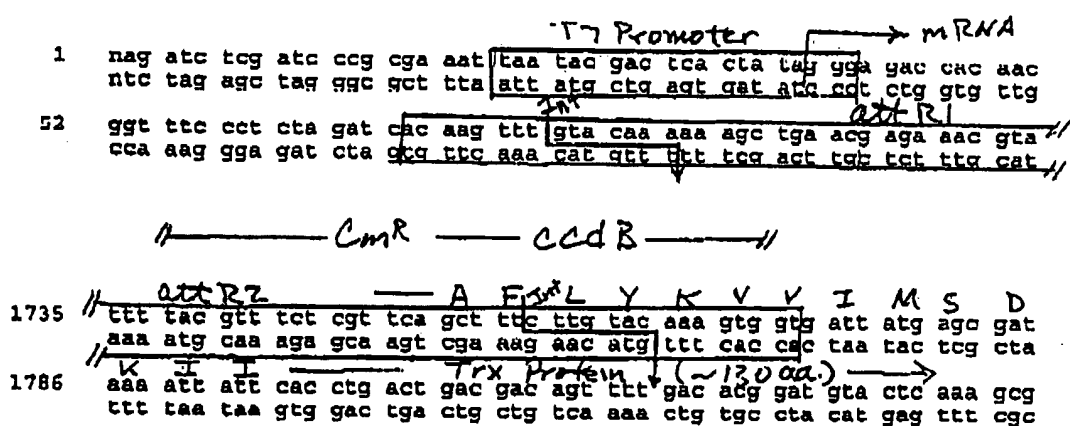 T7 Promoter → mRNA
1 nag atc tcg atc ccg cga aat taa tac gac tca cta tag gga gac cac aac
ntc tag agc tag ggc gct tta att atg ctg agt gat atc cct ctg gtg ttg
Int attR1
52 ggt ttc cct cta gat cac aag ttt gta caa aaa agc tga acg aga aac gta
cca aag gga gat cta gtg ttc aaa cat gtt ttt tcg act tgc tct ttg cat
CmR ccdB
attR2 A F Int L Y K V V I M S D
1735 ttt tac gtt tct cgt tca gct ttc ttg tac aaa gtg gtg att atg agc gat
aaa atg caa aga gca agt cga aag aac atg ttt cac cac taa tac tcg cta
K I I Trx Protein (~130aa.) →
1786 aaa att att cac ctg act gac gac agt ttt gac acg gat gta ctc aaa gcg
ttt taa taa gtg gac tga ctg ctg tca aaa ctg tgc cta cat gag ttt cgc